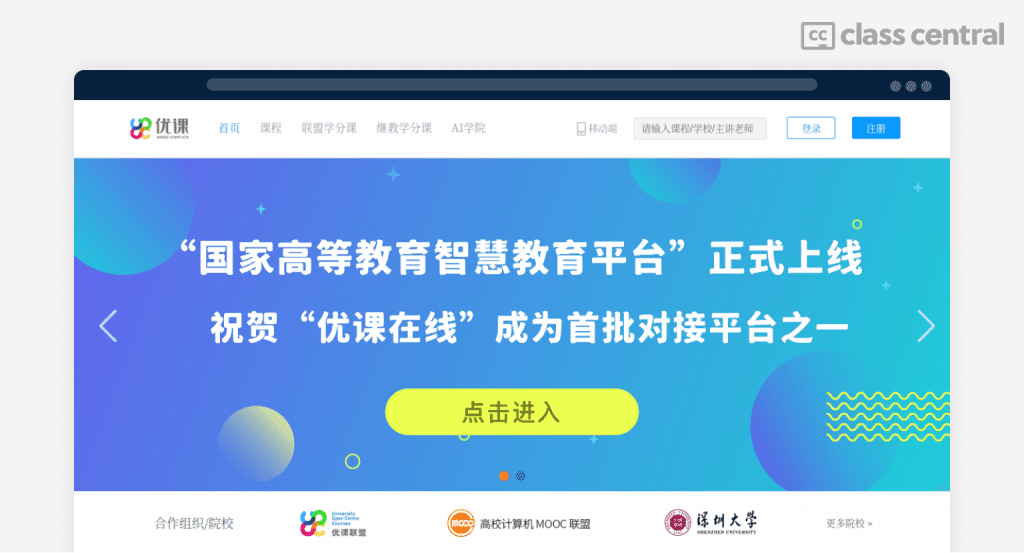 cc class central
优课
首页 课程 联盟学分课 继教学分课 AI学院
移动端
请输入课程/学校/主讲老师
登录
注册
“国家高等教育智慧教育平台”正式上线
祝贺“优课在线”成为首批对接平台之一
点击进入
合作组织/院校
University
Open Online
Courses
优课联盟
MOOC
高校计算机 MOOC 联盟
深圳大学
SHENZHEN UNIVERSITY
更多院校 »